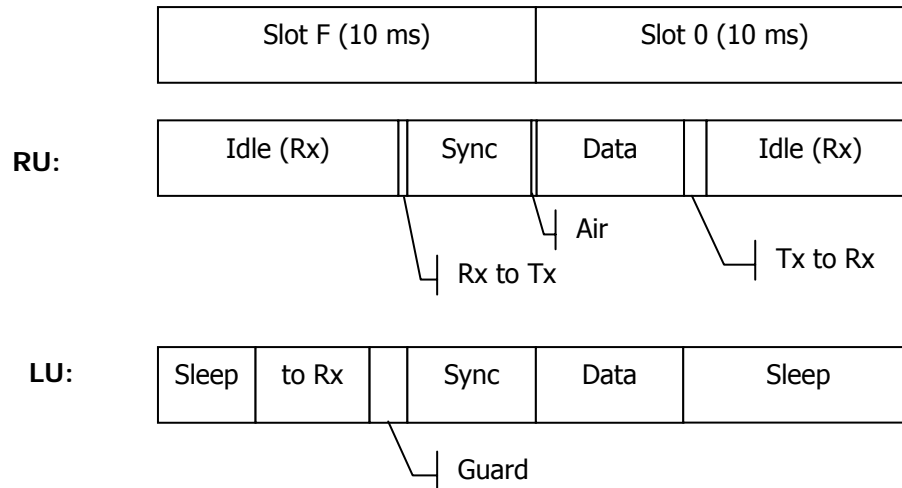 Slot F (10 ms) Slot 0 (10 ms)
RU: Idle (Rx) Sync Data Idle (Rx)
Air
Rx to Tx Tx to Rx
LU: Sleep to Rx Sync Data Sleep
Guard